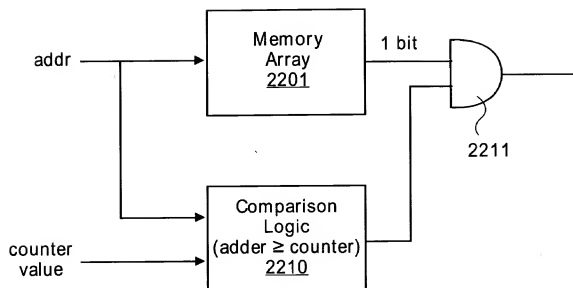 addr
Memory
Array
2201
1 bit
2211
Comparison
Logic
(adder ≥ counter)
2210
counter
value